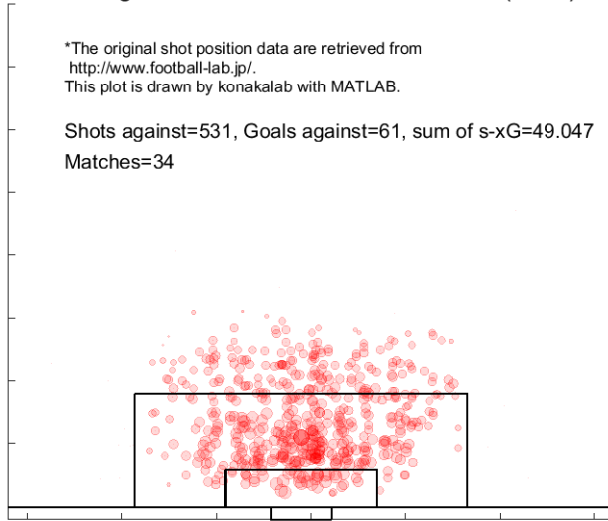 *The original shot position data are retrieved from
http://www.football-lab.jp/.
This plot is drawn by konakalab with MATLAB.
Shots against=531, Goals against=61, sum of s-xG=49.047
Matches=34